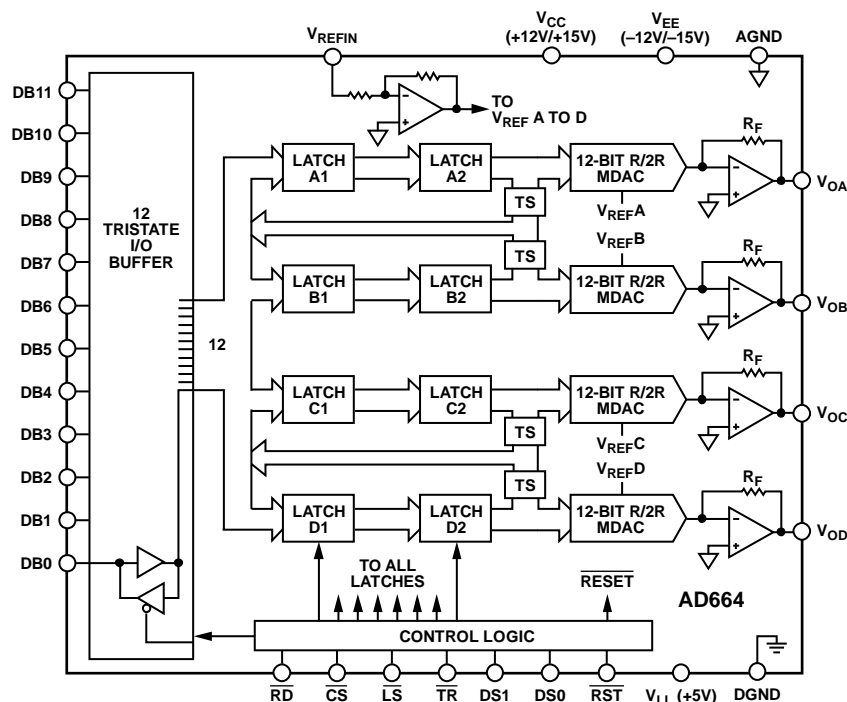 VREFIN
VCC
(+12V/+15V)
VEE
(–12V/–15V)
AGND
DB11
DB10
DB9
DB8
DB7
DB6
DB5
DB4
DB3
DB2
DB1
DB0
12
TRISTATE
I/O
BUFFER
12
TO
VREF A TO D
LATCH
A1
LATCH
A2
12-BIT R/2R
MDAC
RF
VOA
TS
VREFA
VREFB
TS
LATCH
B1
LATCH
B2
12-BIT R/2R
MDAC
RF
VOB
LATCH
C1
LATCH
C2
12-BIT R/2R
MDAC
RF
VOC
TS
VREFC
VREFD
TS
LATCH
D1
LATCH
D2
12-BIT R/2R
MDAC
RF
VOD
TO ALL
LATCHES
RESET
AD664
CONTROL LOGIC
RD
CS
LS
TR
DS1
DS0
RST
VLL (+5V)
DGND